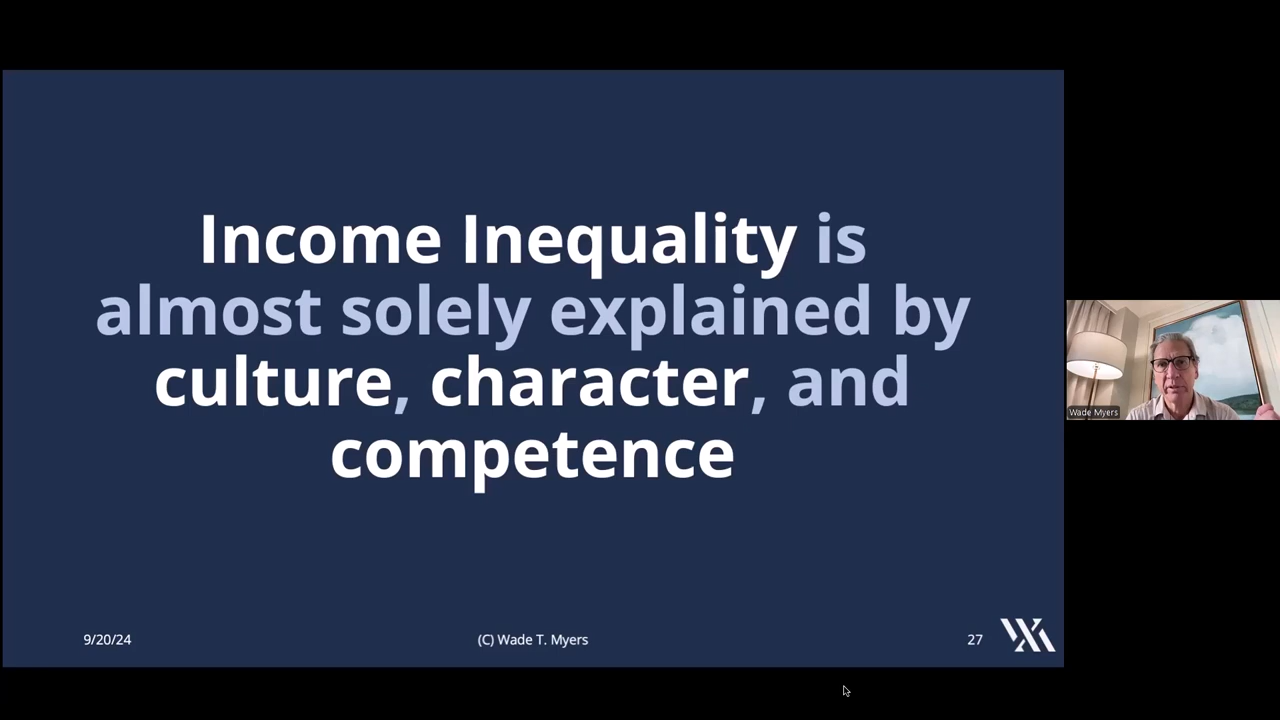 Income Inequality is
almost solely explained by
culture, character, and
competence
Wade Myers
9/20/24
(C) Wade T. Myers
27